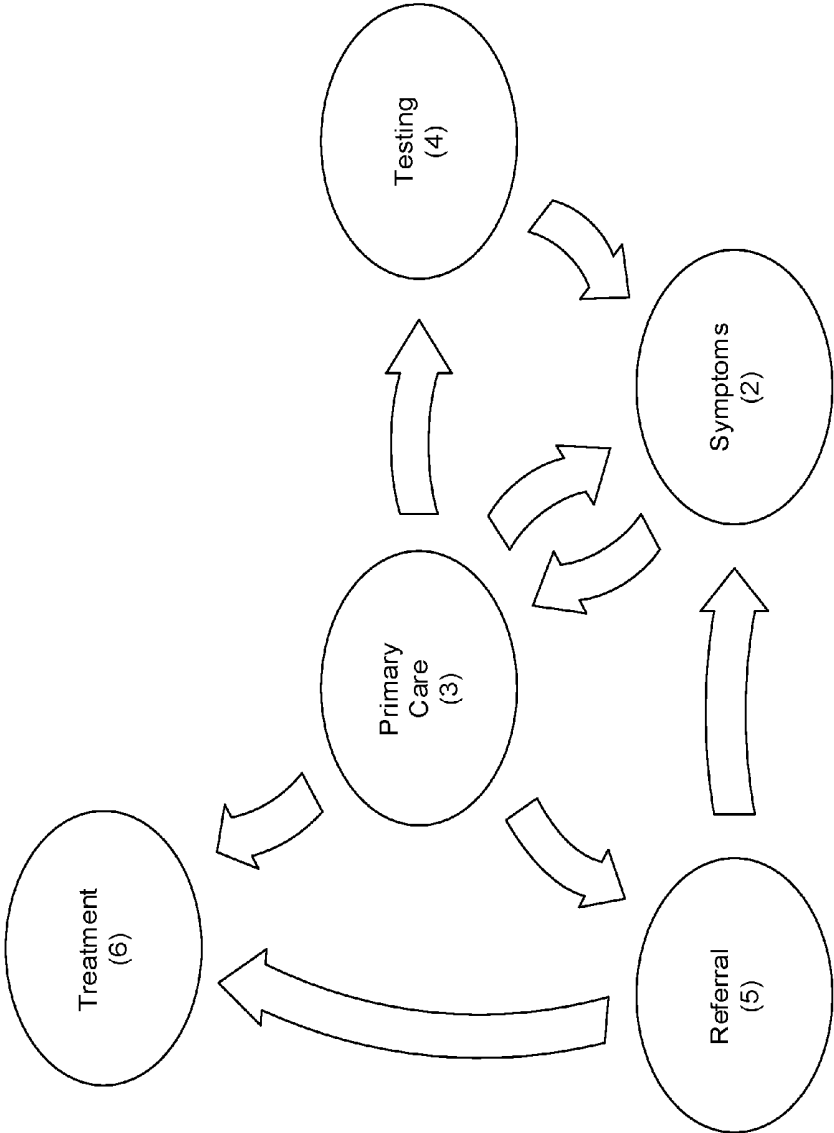 Treatment
(6)
Referral
(5)
Primary
Care
(3)
Symptoms
(2)
Testing
(4)